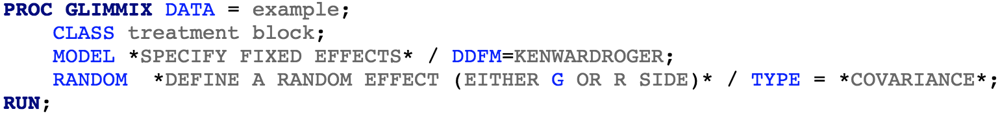 PROC GLIMMIX DATA = example;
CLASS treatment block;
MODEL *SPECIFY FIXED EFFECTS* / DDFM=KENWARDROGER;
RANDOM *DEFINE A RANDOM EFFECT (EITHER G OR R SIDE)* / TYPE = *COVARIANCE*;
RUN;